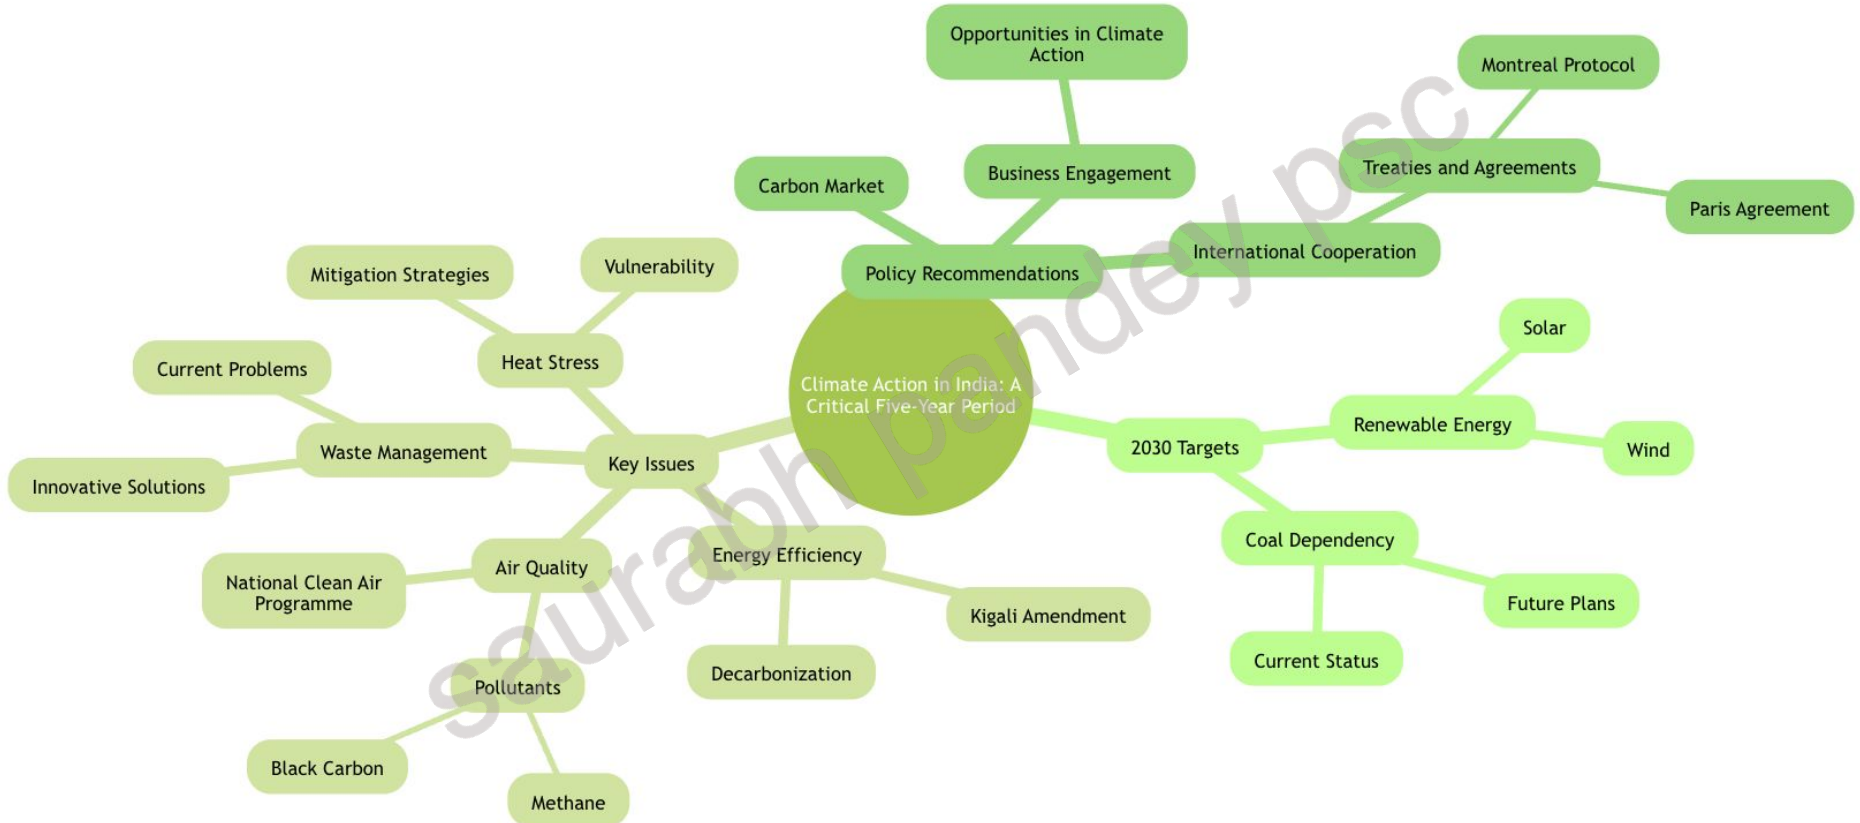 Opportunities in Climate
Action
Montreal Protocol
Business Engagement
Treaties and Agreements
Carbon Market
Paris Agreement
International Cooperation
Policy Recommendations
Mitigation Strategies
Vulnerability
Heat Stress
Current Problems
Waste Management
Innovative Solutions
Key Issues
Climate Action in India: A
Critical Five-Year Period
2030 Targets
Renewable Energy
Solar
Wind
Coal Dependency
Future Plans
Current Status
Air Quality
National Clean Air
Programme
Energy Efficiency
Kigali Amendment
Decarbonization
Pollutants
Black Carbon
Methane
saurabh pandey psc